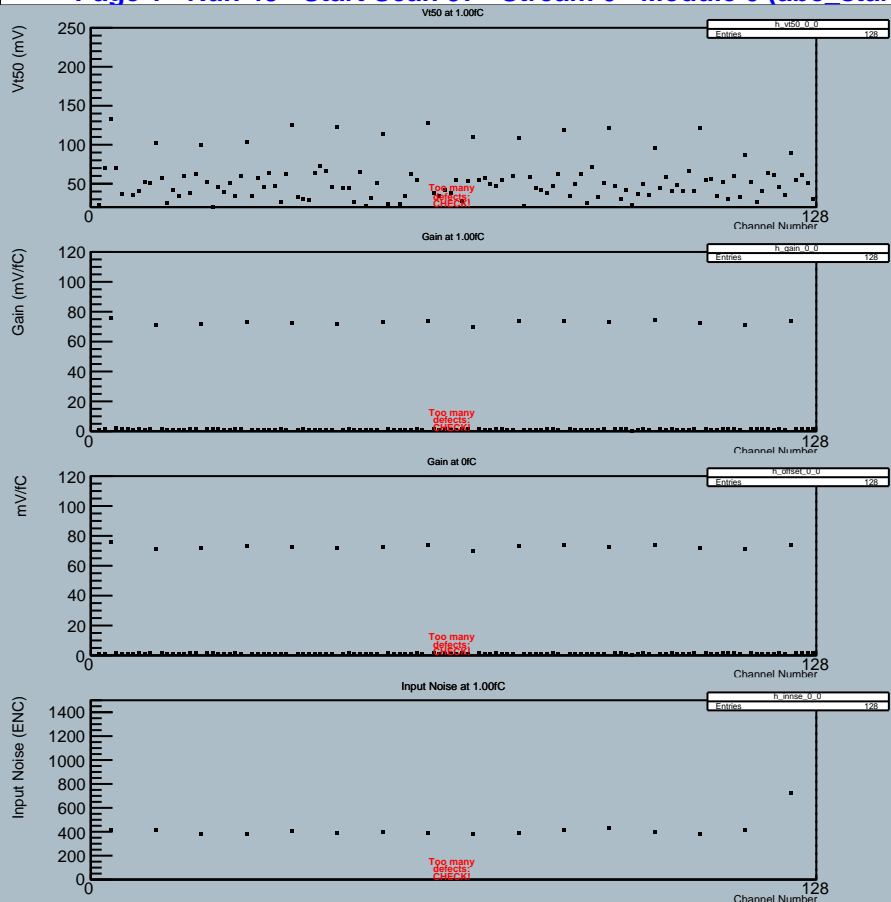 Vt50 at 1.00fC
h_vt50_0_0
Entries 128
Vt50 (mV)
250
200
150
100
50
0
128
Too many
defects:
CHECK!
Channel Number
Gain at 1.00fC
h_gain_0_0
Entries 128
Gain (mV/fC)
120
100
80
60
40
20
0
0
128
Too many
defects:
CHECK!
Channel Number
Gain at 0fC
h_offset_0_0
Entries 128
mV/fC
120
100
80
60
40
20
0
0
128
Too many
defects:
CHECK!
Channel Number
Input Noise at 1.00fC
h_innse_0_0
Entries 128
Input Noise (ENC)
1400
1200
1000
800
600
400
200
0
0
128
Too many
defects:
CHECK!
Channel Number